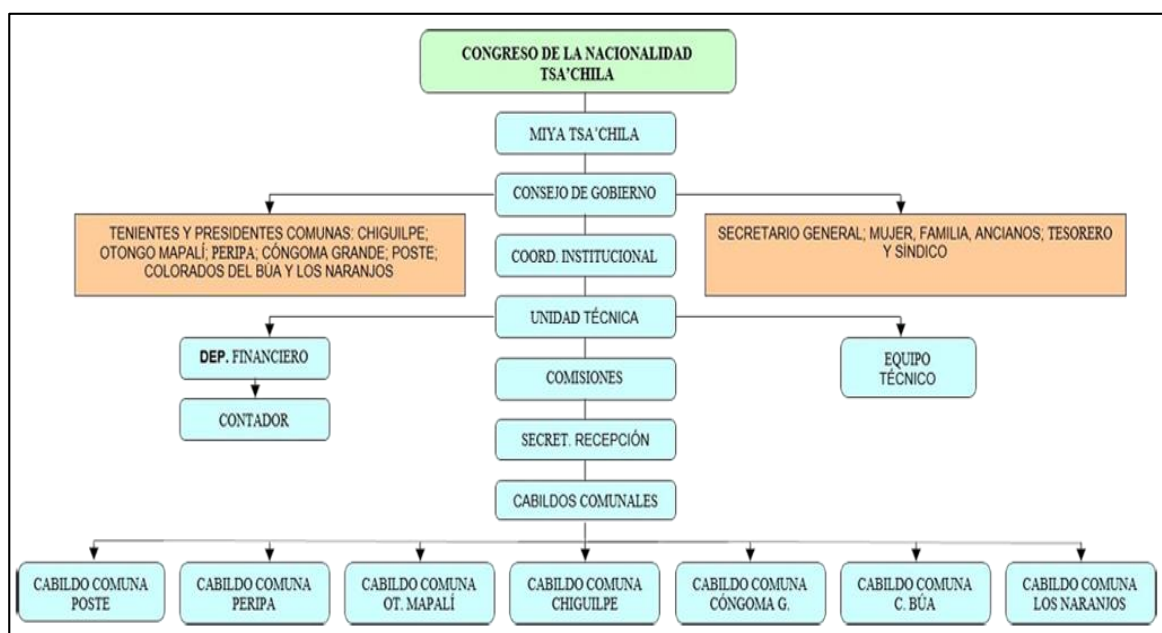 CONGRESO DE LA NACIONALIDAD
TSA'CHILA
MIYA TSA'CHILA
CONSEJO DE GOBIERNO
TENIENTES Y PRESIDENTES COMUNAS: CHIGUILPE;
OTONGO MAPALÍ; PERIPA; CÓNGOMA GRANDE; POSTE;
COLORADOS DEL BÚA Y LOS NARANJOS
SECRETARIO GENERAL; MUJER, FAMILIA, ANCIANOS; TESORERO
Y SÍNDICO
COORD. INSTITUCIONAL
UNIDAD TÉCNICA
DEP. FINANCIERO
EQUIPO
TÉCNICO
COMISIONES
CONTADOR
SECRET. RECEPCIÓN
CABILDOS COMUNALES
CABILDO COMUNA
POSTE
CABILDO COMUNA
PERIPA
CABILDO COMUNA
OT. MAPALÍ
CABILDO COMUNA
CHIGUILPE
CABILDO COMUNA
CÓNGOMA G.
CABILDO COMUNA
C. BÚA
CABILDO COMUNA
LOS NARANJOS